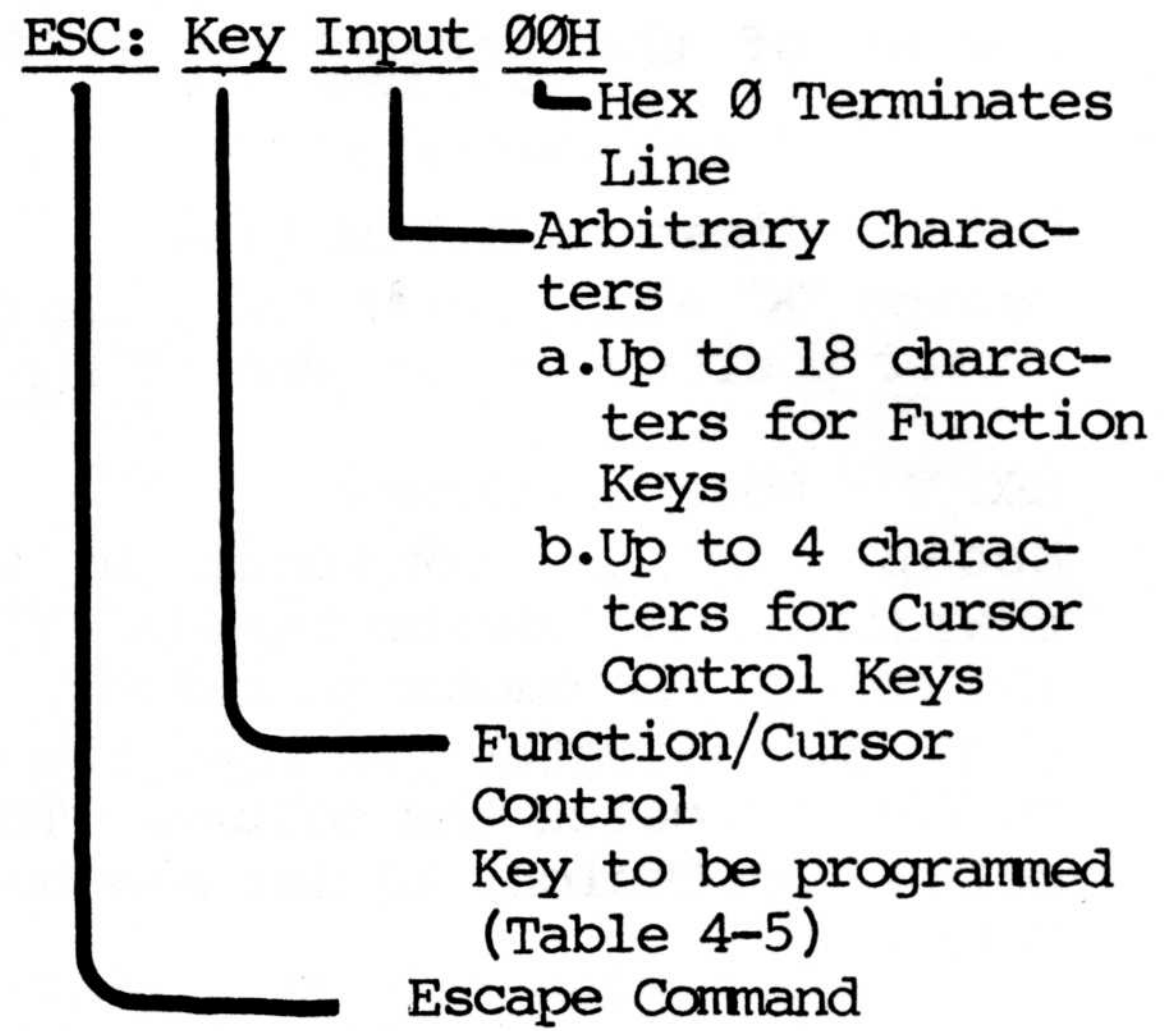 ESC: Key Input ØØH
Hex Ø Terminates
Line
Arbitrary Charac-
ters
a.Up to 18 charac-
ters for Function
Keys
b.Up to 4 charac-
ters for Cursor
Control Keys
Function/Cursor
Control
Key to be programmed
(Table 4-5)
Escape Command